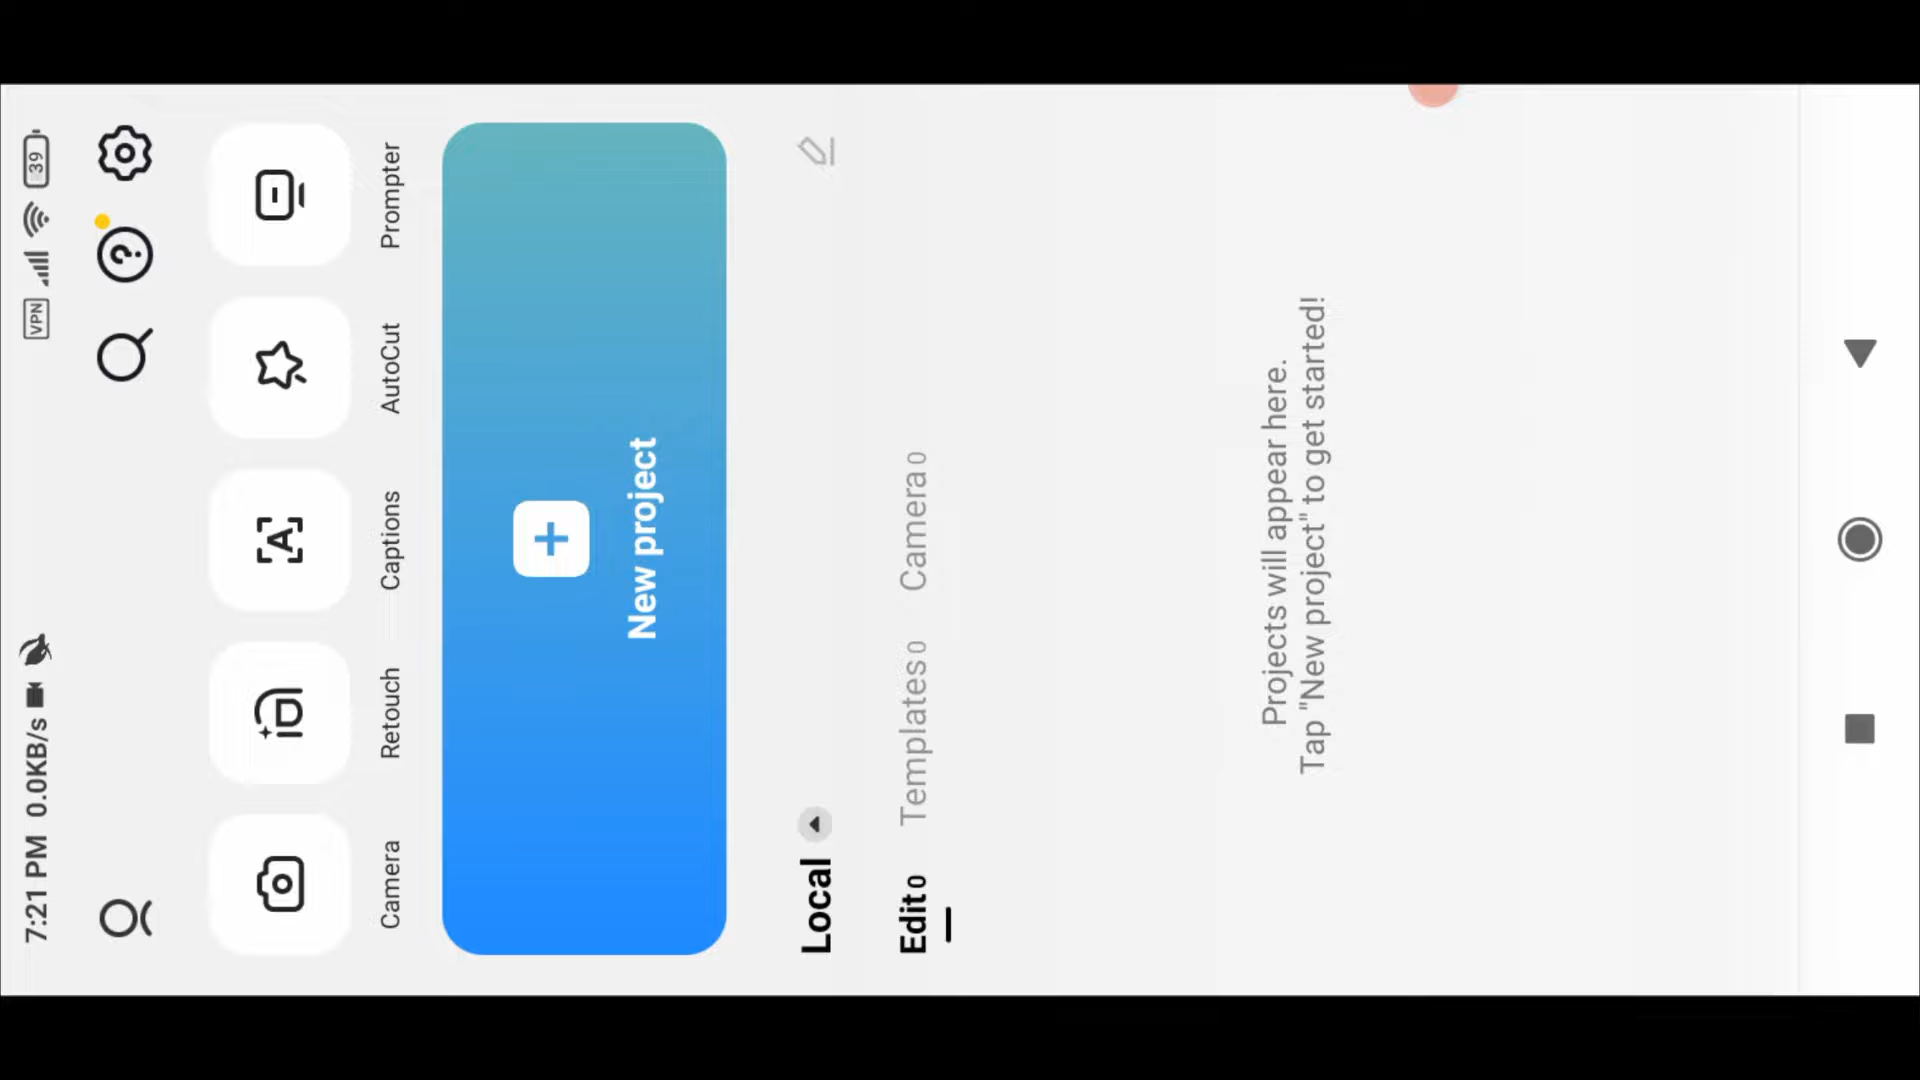 7:21 PM 0.0KB/s VPN 39
Camera Retouch Captions AutoCut Prompter
New project
Local
Edit 0 Templates 0 Camera 0
Projects will appear here.
Tap "New project" to get started!